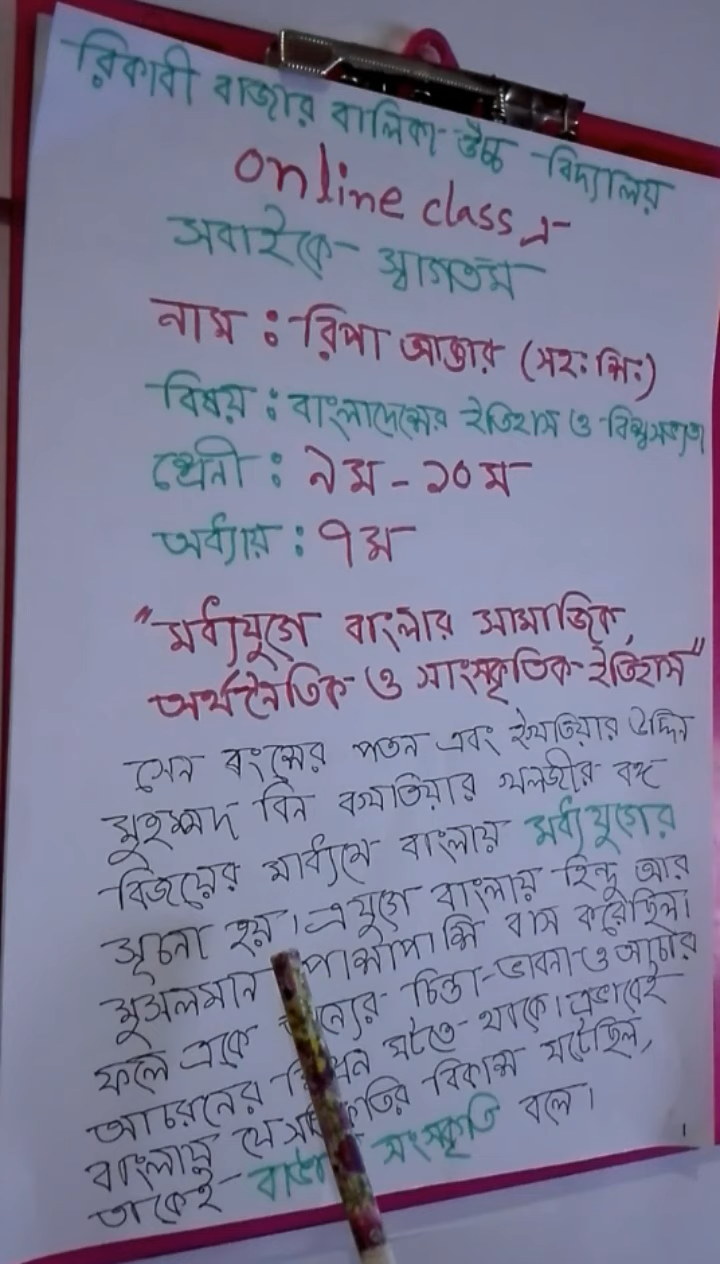 রিকাবী বাজার বালিকা উচ্চ বিদ্যালয়
online class এ
সবাইকে স্বাগতম
নাম : রিপা আক্তার (সহ: শি:)
বিষয় : বাংলাদেশের ইতিহাস ও বিশ্বসভ্যতা
শ্রেনী : ৯ম - ১০ম
অধ্যায় : ৭ম
"মধ্যযুগে বাংলার সামাজিক,
অর্থনৈতিক ও সাংস্কৃতিক ইতিহাস"
সেন বংশের পতন এবং ইখতিয়ার উদ্দিন
মুহম্মদ বিন বখতিয়ার খলজীর বঙ্গ
বিজয়ের মাধ্যমে বাংলায় মধ্যযুগের
সূচনা হয়। এযুগে বাংলায় হিন্দু আর
মুসলমান পাশাপাশি বাস করেছিল।
ফলে একে চিন্তা-ভাবনা ও আচার
আচরনের ঘটতে থাকে। এভাবেই
বাংলায় যে বিকাশ ঘটেছিল,
তাকেই সংস্কৃতি বলে।